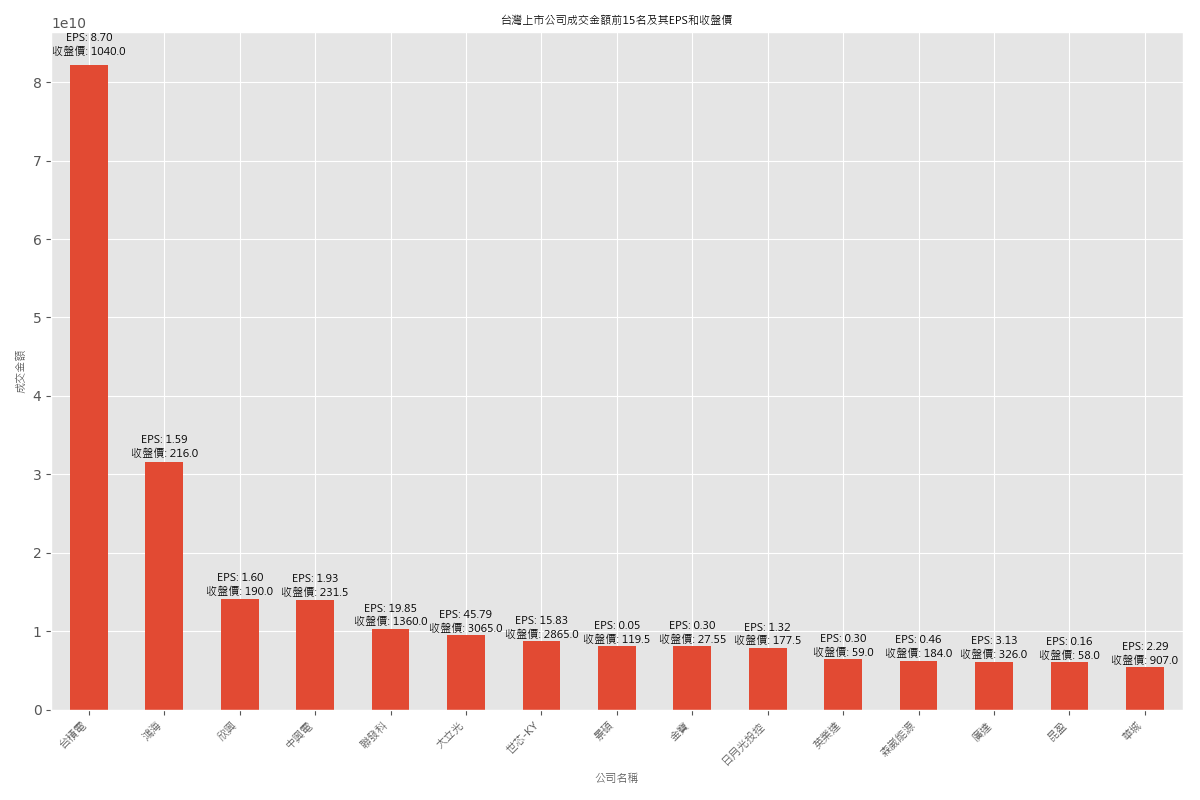 台灣上市公司成交金額前15名及其EPS和收盤價
1e10
EPS: 8.70
收盤價: 1040.0
EPS: 1.59
收盤價: 216.0
EPS: 1.60
收盤價: 190.0
EPS: 1.93
收盤價: 231.5
EPS: 19.85
收盤價: 1360.0
EPS: 45.79
收盤價: 3065.0
EPS: 15.83
收盤價: 2865.0
EPS: 0.05
收盤價: 119.5
EPS: 0.30
收盤價: 27.55
EPS: 1.32
收盤價: 177.5
EPS: 0.30
收盤價: 59.0
EPS: 0.46
收盤價: 184.0
EPS: 3.13
收盤價: 326.0
EPS: 0.16
收盤價: 58.0
EPS: 2.29
收盤價: 907.0
8
7
6
5
4
3
2
1
0
成交金額
台積電
鴻海
欣興
中興電
聯發科
大立光
世芯-KY
景碩
金寶
日月光投控
英業達
森崴能源
廣達
昆盈
華城
公司名稱